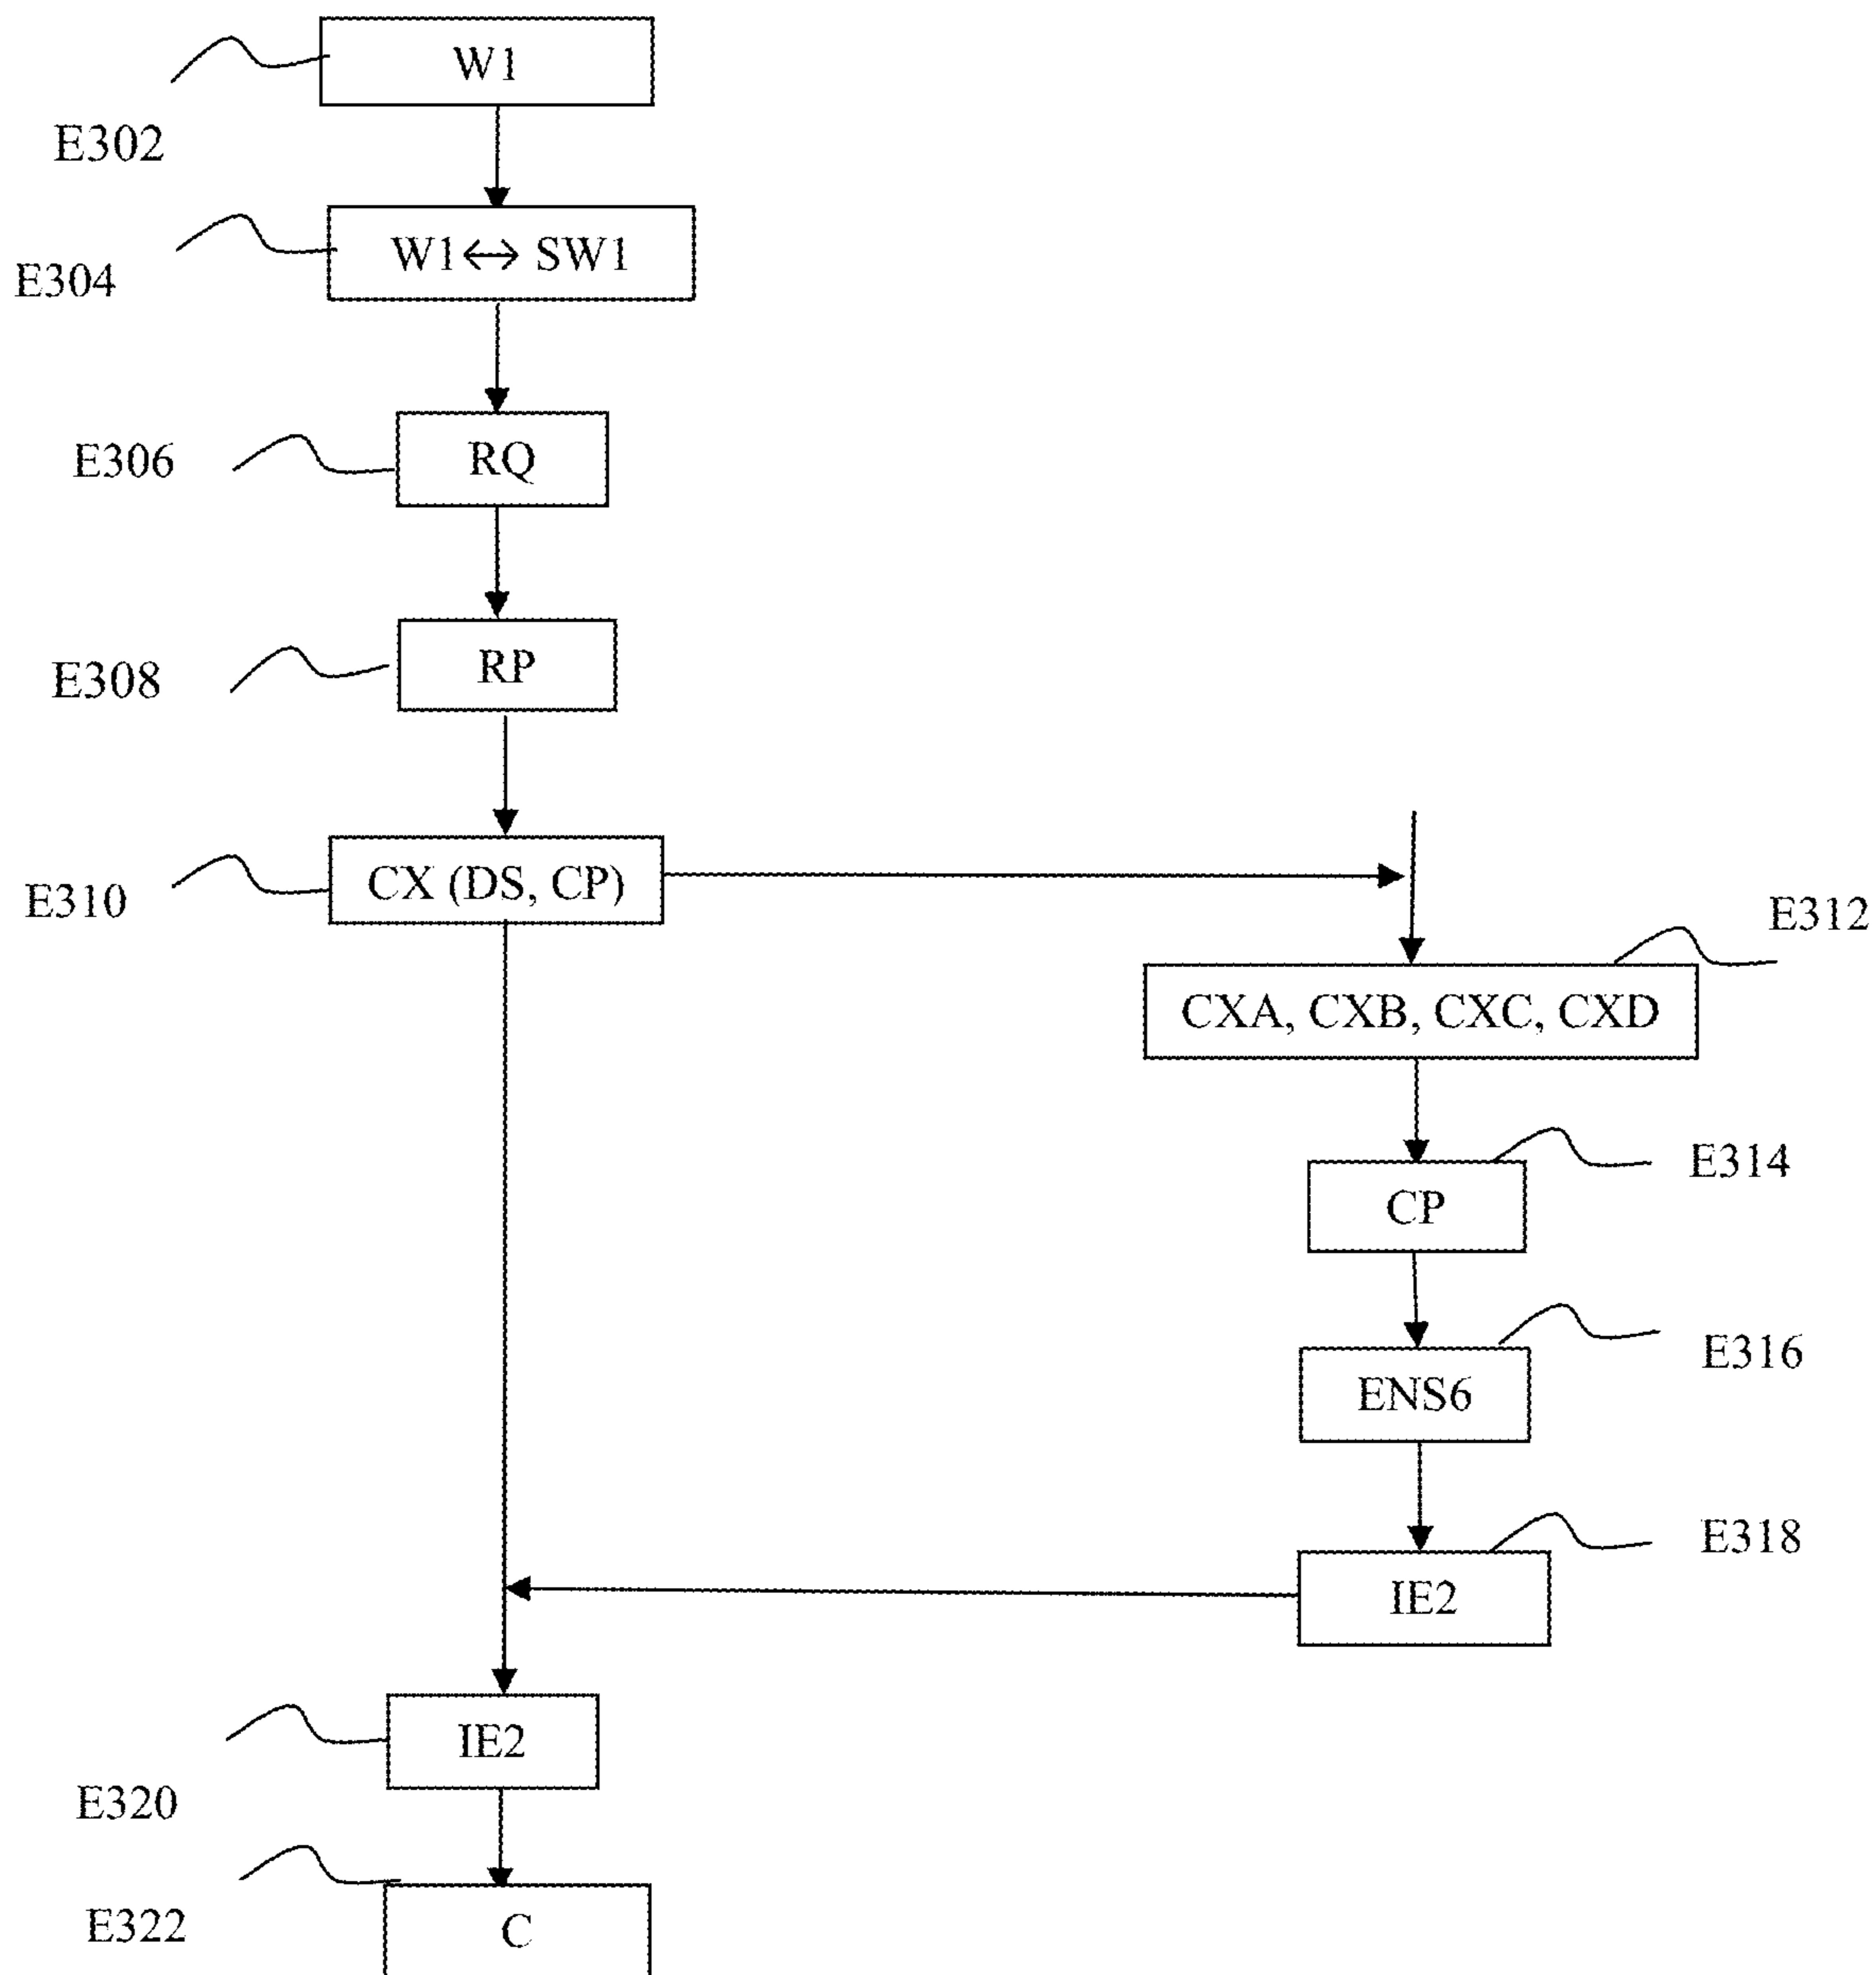 W1
E302
W1 ↔ SW1
E304
RQ
E306
RP
E308
CX (DS, CP)
E310
E312
CXA, CXB, CXC, CXD
E314
CP
E316
ENS6
E318
IE2
IE2
E320
E322
C